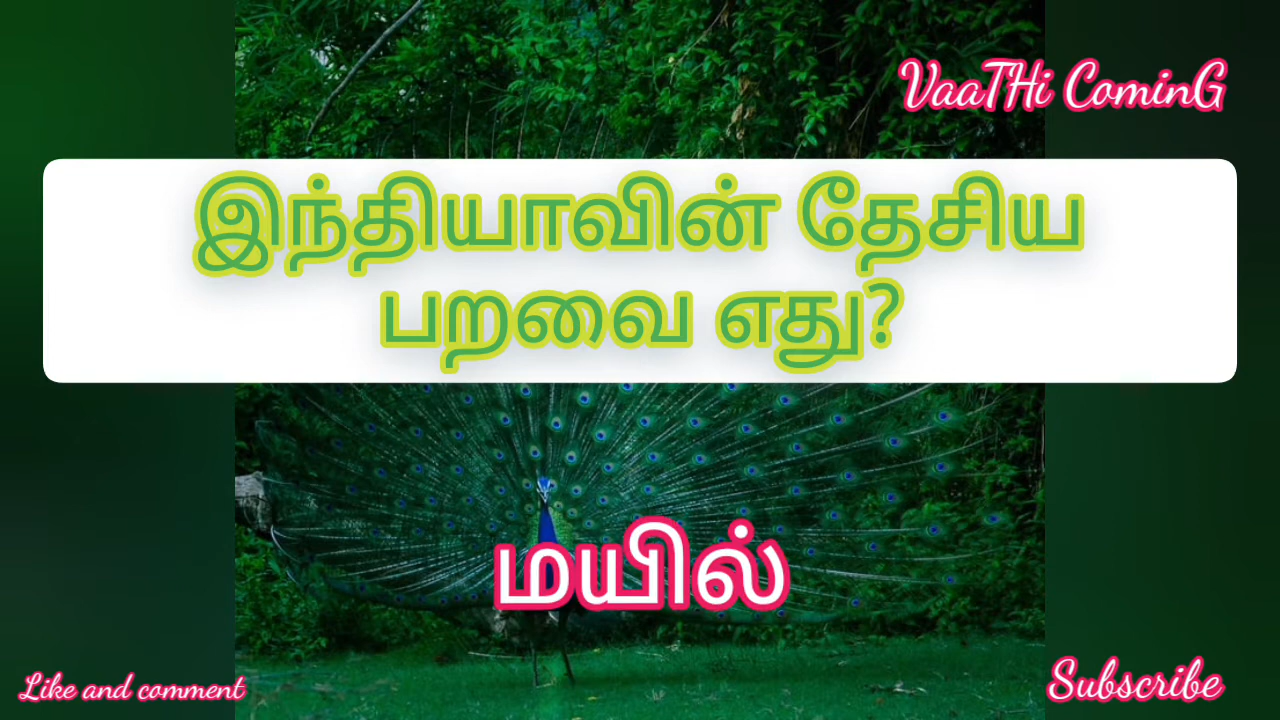 VaaTHi CominG
இந்தியாவின் தேசிய
பறவை எது?
மயில்
Like and comment
Subscribe